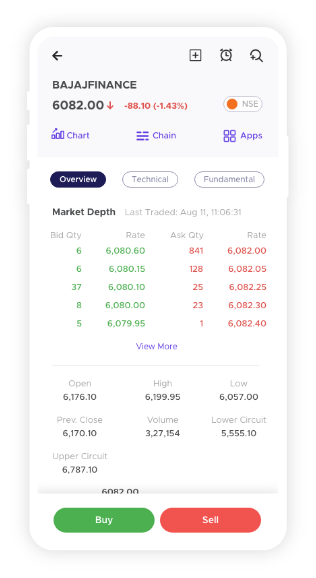 BAJAJFINANCE
6082.00 -88.10 (-1.43%) NSE
Chart Chain Apps
Overview Technical Fundamental
Market Depth Last Traded: Aug 11, 11:06:31
Bid Qty Rate Ask Qty Rate
6 6,080.60 841 6,082.00
6 6,080.15 128 6,082.05
37 6,080.10 25 6,082.25
8 6,080.00 23 6,082.30
5 6,079.95 1 6,082.40
View More
Open High Low
6,176.10 6,199.95 6,057.00
Prev. Close Volume Lower Circuit
6,170.10 3,27,154 5,555.10
Upper Circuit
6,787.10
6082.00
Buy Sell